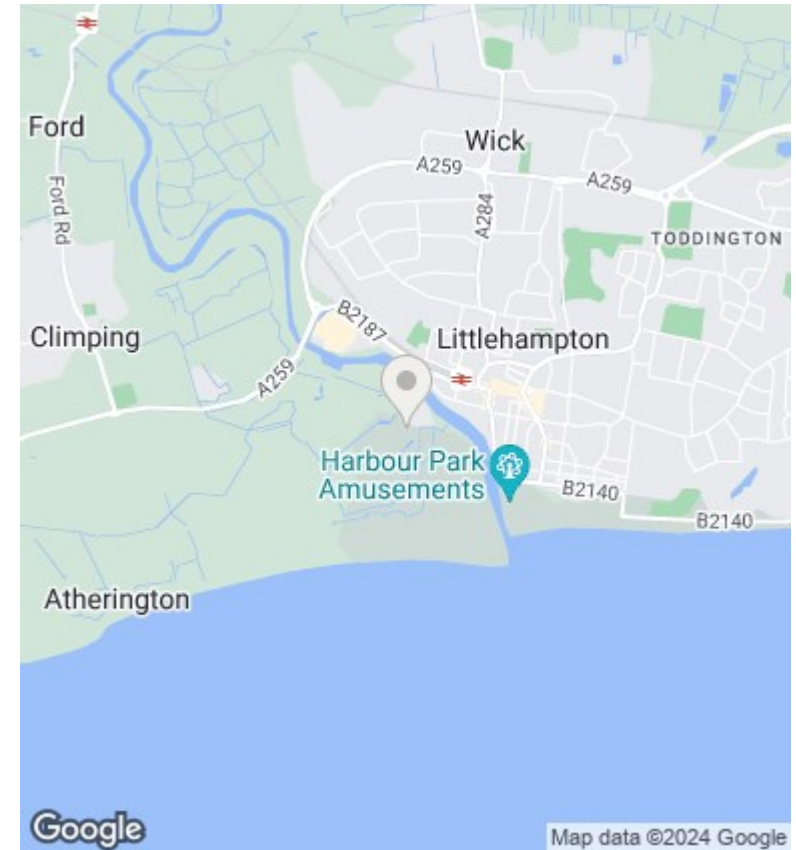 Ford
Wick
A259
A259
Ford Rd
A284
TODDINGTON
B2187
Climping
Littlehampton
A259
Harbour Park
Amusements
B2140
B2140
Atherington
Google
Map data ©2024 Google